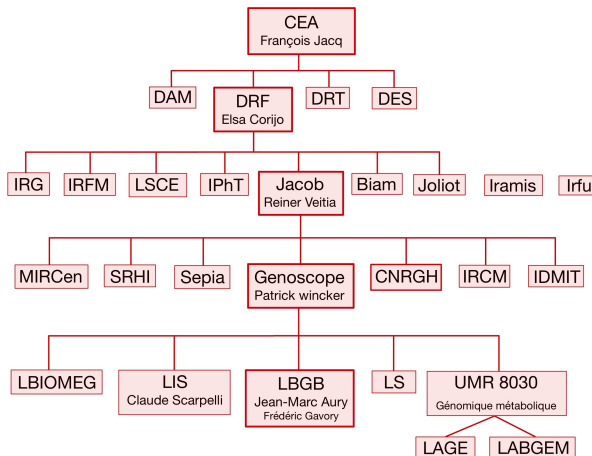 CEA
François Jacq
DAM
DRF
Elsa Corijo
DRT
DES
IRG
IRFM
LSCE
IPhT
Jacob
Reiner Veitia
Biam
Joliot
Iramis
Irfu
MIRCen
SRHI
Sepia
Genoscope
Patrick wincker
CNRGH
IRCM
IDMIT
LBIOMEG
LIS
Claude Scarpelli
LBGB
Jean-Marc Aury
Frédéric Gavory
LS
UMR 8030
Génomique métabolique
LAGE
LABGEM